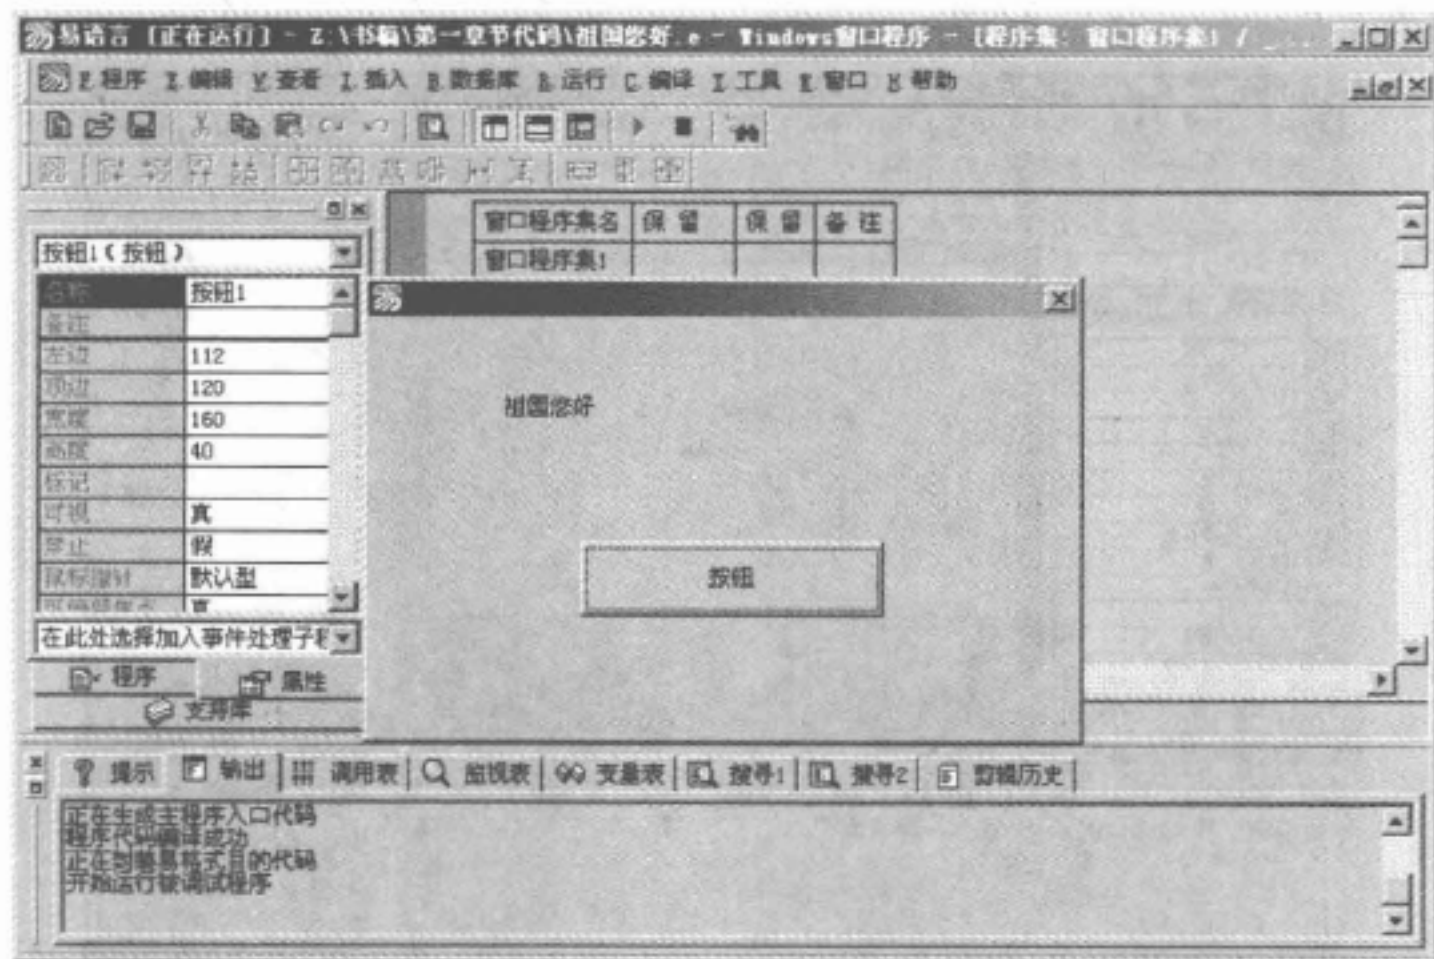 易语言 [正在运行] - Z:\书稿\第一章节代码\祖国您好.e - Windows窗口程序 - [程序集: 窗口程序集1 / _...
F.程序 E.编辑 V.查看 I.插入 B.数据库 R.运行 C.编译 T.工具 W.窗口 H.帮助
按钮1(按钮)
名称 按钮1
备注
左边 112
顶边 120
宽度 160
高度 40
标记
可视 真
禁止 假
鼠标指针 默认型
真
在此处选择加入事件处理子程
程序 属性
支持库
窗口程序集名 保 留 保 留 备 注
窗口程序集1
祖国您好
按钮
提示 输出 调用表 监视表 变量表 搜寻1 搜寻2 剪辑历史
正在生成主程序入口代码
程序代码编译成功
正在封装易格式目的代码
开始运行被调试程序